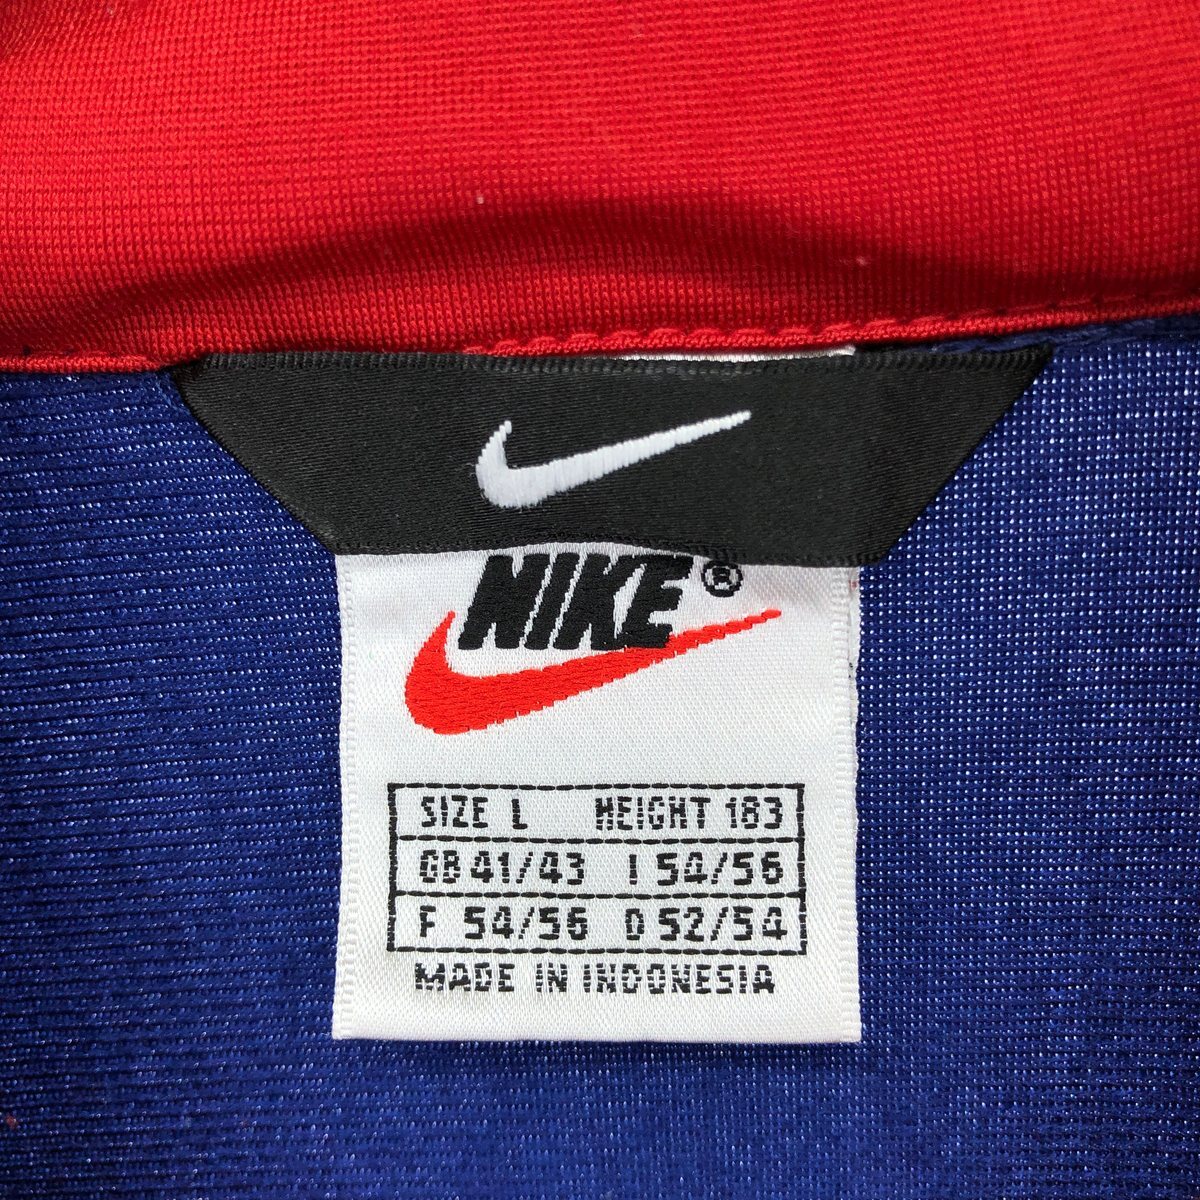 NIKE®
SIZE L HEIGHT 183
GB 41/43 I 54/56
F 54/56 D 52/54
MADE IN INDONESIA